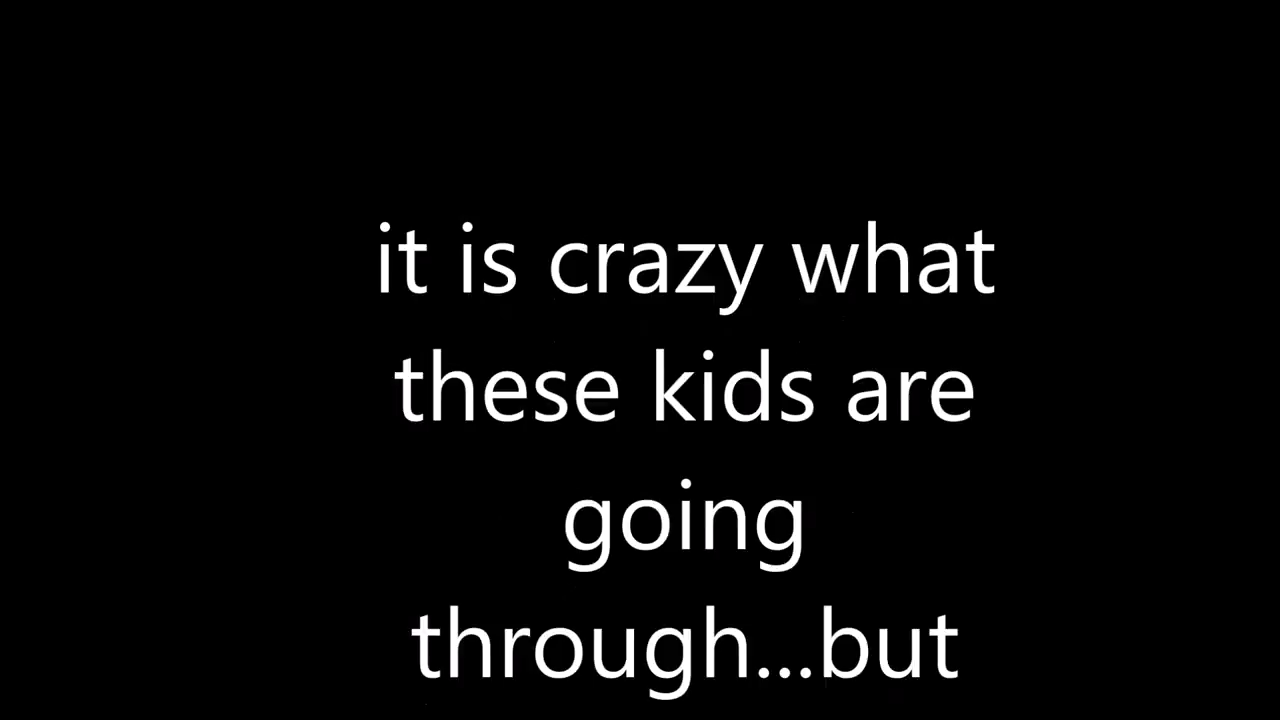 it is crazy what
these kids are
going
through...but